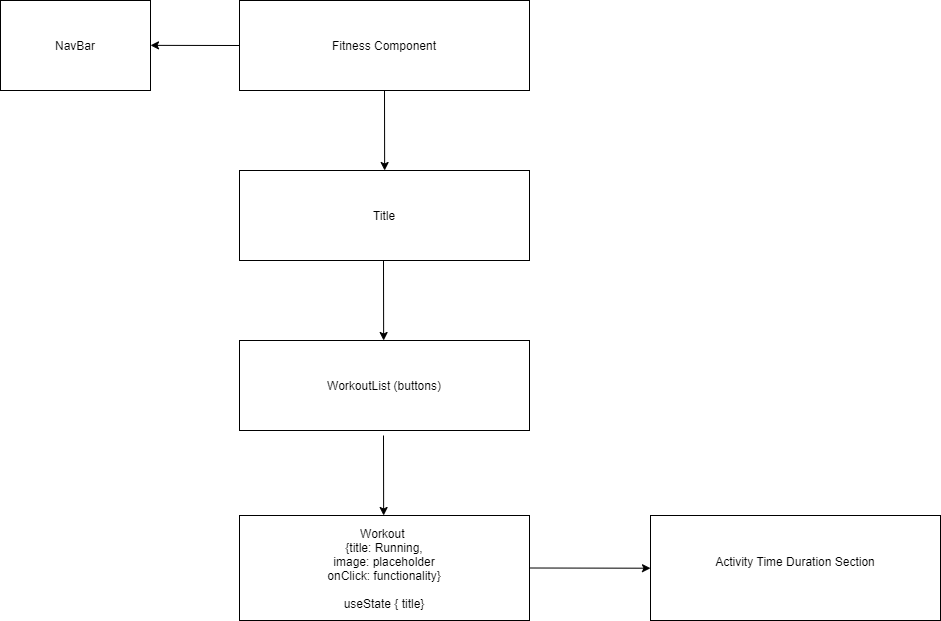 NavBar
Fitness Component
Title
WorkoutList (buttons)
Workout
{title: Running,
image: placeholder
onClick: functionality}
useState { title}
Activity Time Duration Section